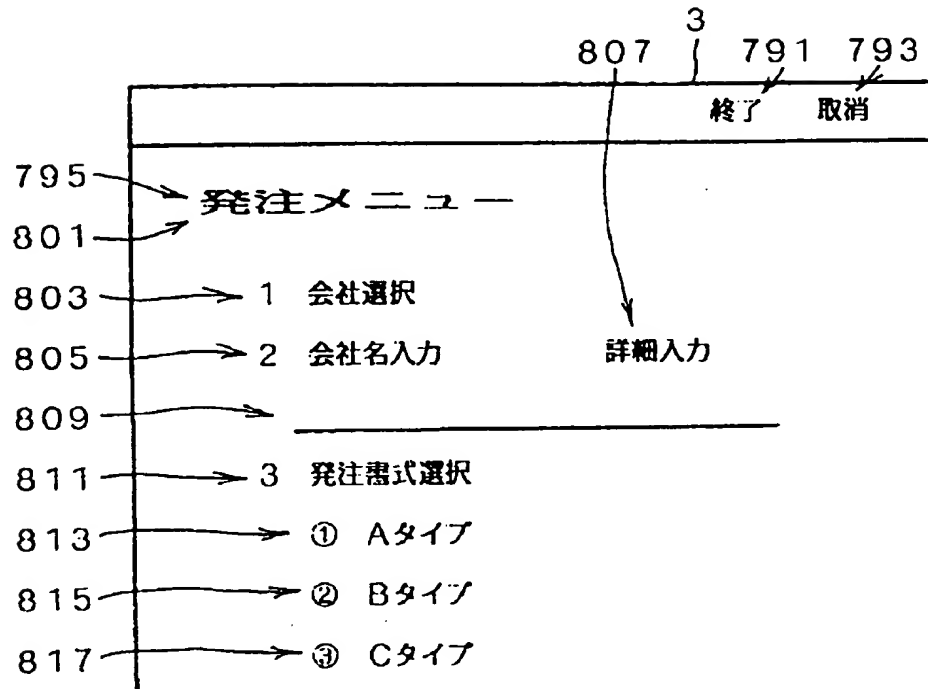 3
807 791 793
終了 取消
795 発注メニュー
801
803 1 会社選択
805 2 会社名入力 詳細入力
809
811 3 発注書式選択
813 ① Aタイプ
815 ② Bタイプ
817 ③ Cタイプ